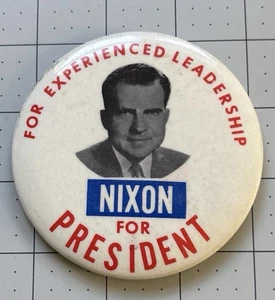 FOR EXPERIENCED LEADERSHIP
NIXON
FOR
PRESIDENT